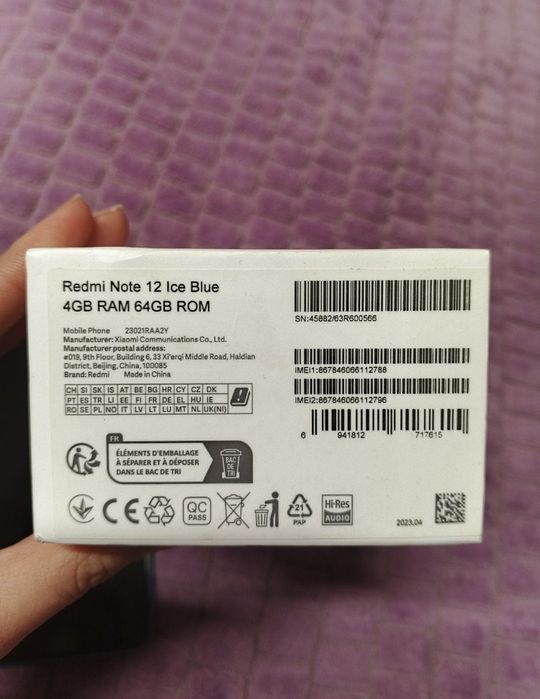 Redmi Note 12 Ice Blue
4GB RAM 64GB ROM
SN:45882/63R600566
Mobile Phone 23021RAA2Y
Manufacturer: Xiaomi Communications Co., Ltd.
Manufacturer postal address:
#019, 9th Floor, Building 6, 33 Xi'erqi Middle Road, Haidian
District, Beijing, China, 100085
Brand: Redmi Made in China
IMEI1:867846066112788
IMEI2:867846066112796
CH SI SK IS AT BE BG HR CY CZ DK
PT ES TR LI EE FI FR DE EL HU IE
RO SE PL NO IT LV LT LU MT NL UK(NI)
6 941812 717615
FR
ÉLÉMENTS D'EMBALLAGE
À SÉPARER ET À DÉPOSER
DANS LE BAC DE TRI
BAC
DE
TRI
CE
QC
PASS
21
PAP
Hi-Res
AUDIO
2023.04